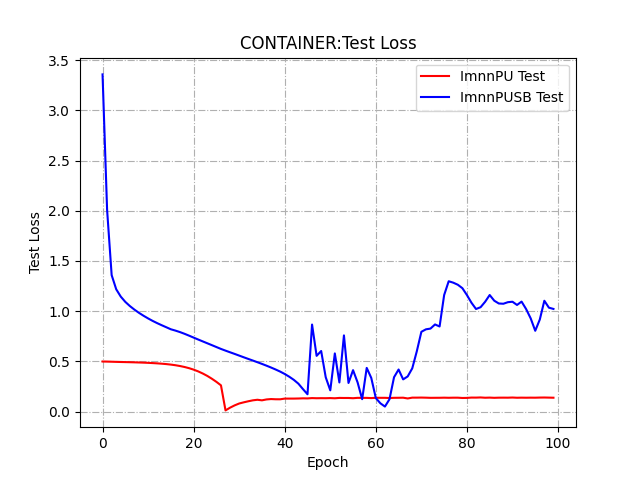 CONTAINER:Test Loss
ImnnPU Test
ImnnPUSB Test
Test Loss
3.5
3.0
2.5
2.0
1.5
1.0
0.5
0.0
0 20 40 60 80 100
Epoch